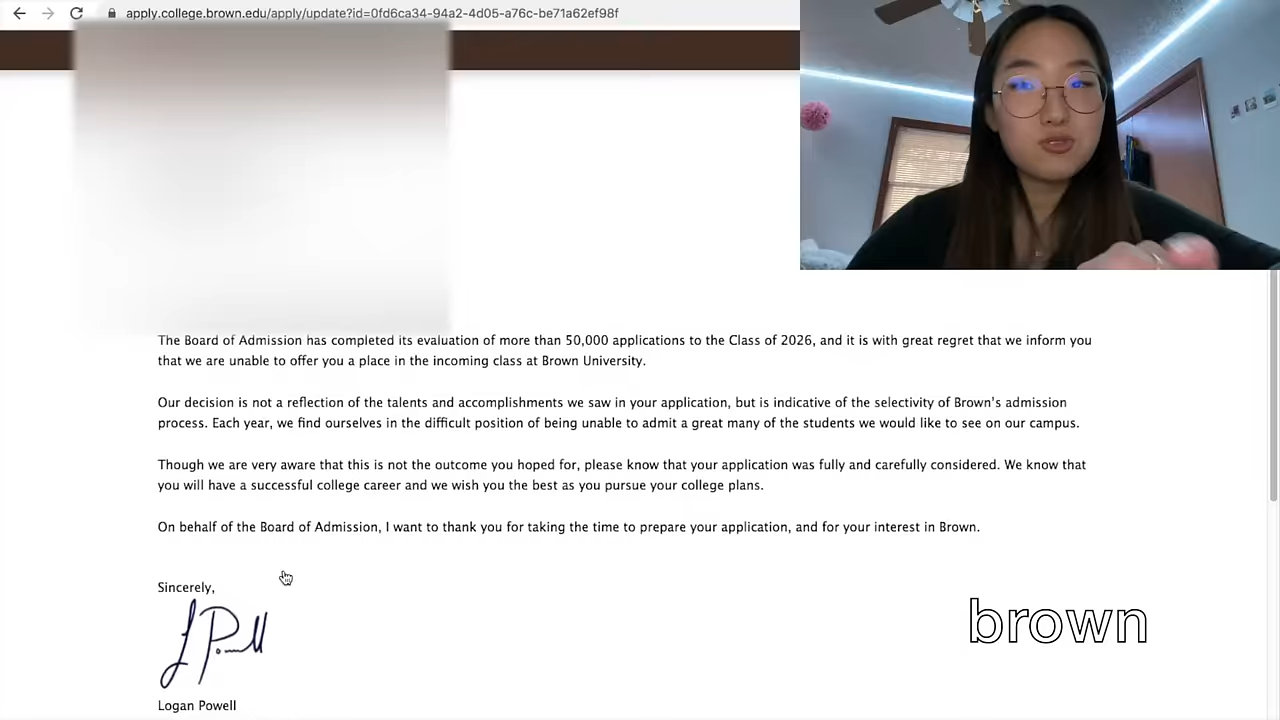 apply.college.brown.edu/apply/update?id=0fd6ca34-94a2-4d05-a76c-be71a62ef98f
The Board of Admission has completed its evaluation of more than 50,000 applications to the Class of 2026, and it is with great regret that we inform you
that we are unable to offer you a place in the incoming class at Brown University.
Our decision is not a reflection of the talents and accomplishments we saw in your application, but is indicative of the selectivity of Brown’s admission
process. Each year, we find ourselves in the difficult position of being unable to admit a great many of the students we would like to see on our campus.
Though we are very aware that this is not the outcome you hoped for, please know that your application was fully and carefully considered. We know that
you will have a successful college career and we wish you the best as you pursue your college plans.
On behalf of the Board of Admission, I want to thank you for taking the time to prepare your application, and for your interest in Brown.
Sincerely,
Logan Powell
brown